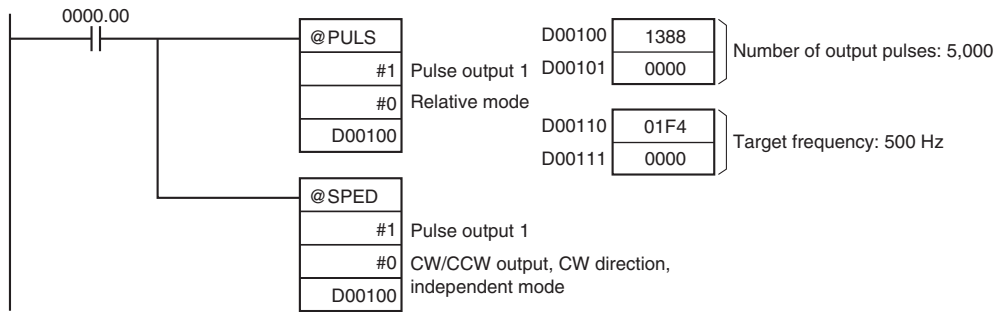 0000.00
@PULS
#1 Pulse output 1
#0 Relative mode
D00100
@SPED
#1 Pulse output 1
#0 CW/CCW output, CW direction,
independent mode
D00100
D00100 1388
D00101 0000
Number of output pulses: 5,000
D00110 01F4
D00111 0000
Target frequency: 500 Hz